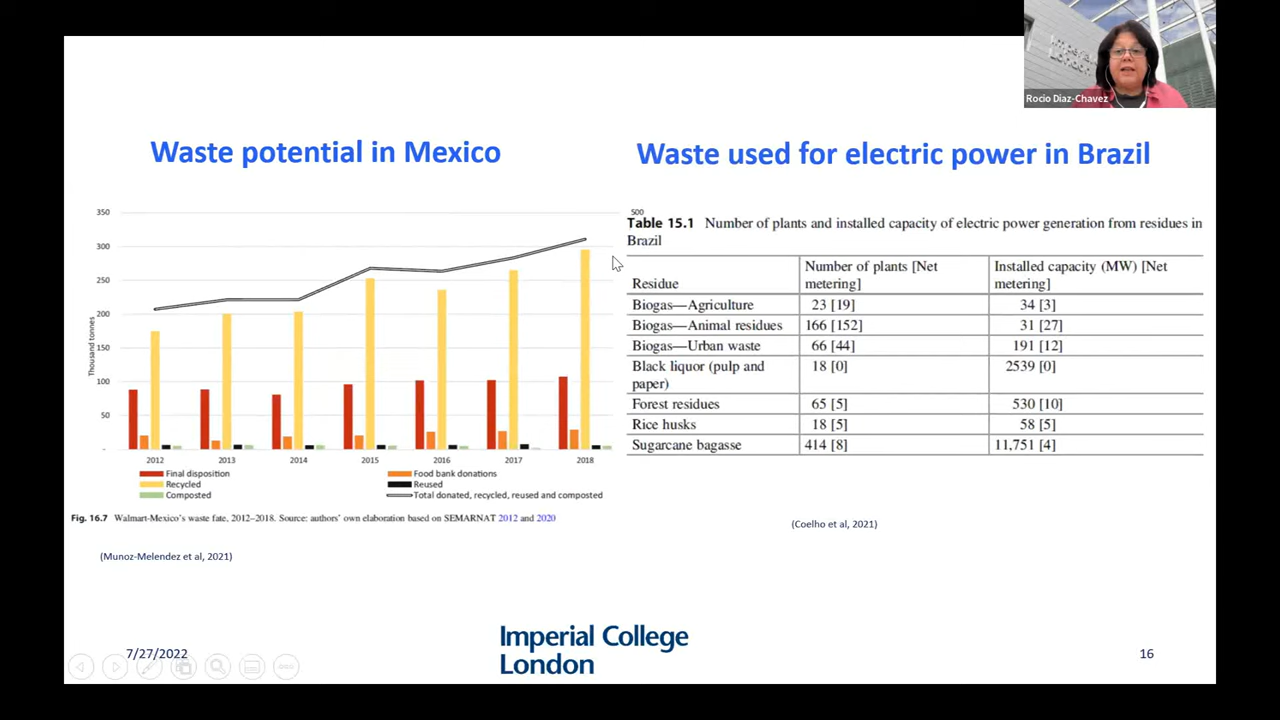 Imperial
London
Rocio Diaz-Chavez
Waste potential in Mexico
350
300
250
200
150
100
50
-
Thousand tonnes
2012
2013
2014
2015
2016
2017
2018
Final disposition
Food bank donations
Recycled
Reused
Composted
Total donated, recycled, reused and composted
Fig. 16.7 Walmart-Mexico's waste fate, 2012–2018. Source: authors' own elaboration based on SEMARNAT 2012 and 2020
(Munoz-Melendez et al, 2021)
Waste used for electric power in Brazil
500
Table 15.1 Number of plants and installed capacity of electric power generation from residues in
Brazil
Residue
Number of plants [Net
metering]
Installed capacity (MW) [Net
metering]
Biogas—Agriculture 23 [19] 34 [3]
Biogas—Animal residues 166 [152] 31 [27]
Biogas—Urban waste 66 [44] 191 [12]
Black liquor (pulp and
paper) 18 [0] 2539 [0]
Forest residues 65 [5] 530 [10]
Rice husks 18 [5] 58 [5]
Sugarcane bagasse 414 [8] 11,751 [4]
(Coelho et al, 2021)
7/27/2022
Imperial College
London
16